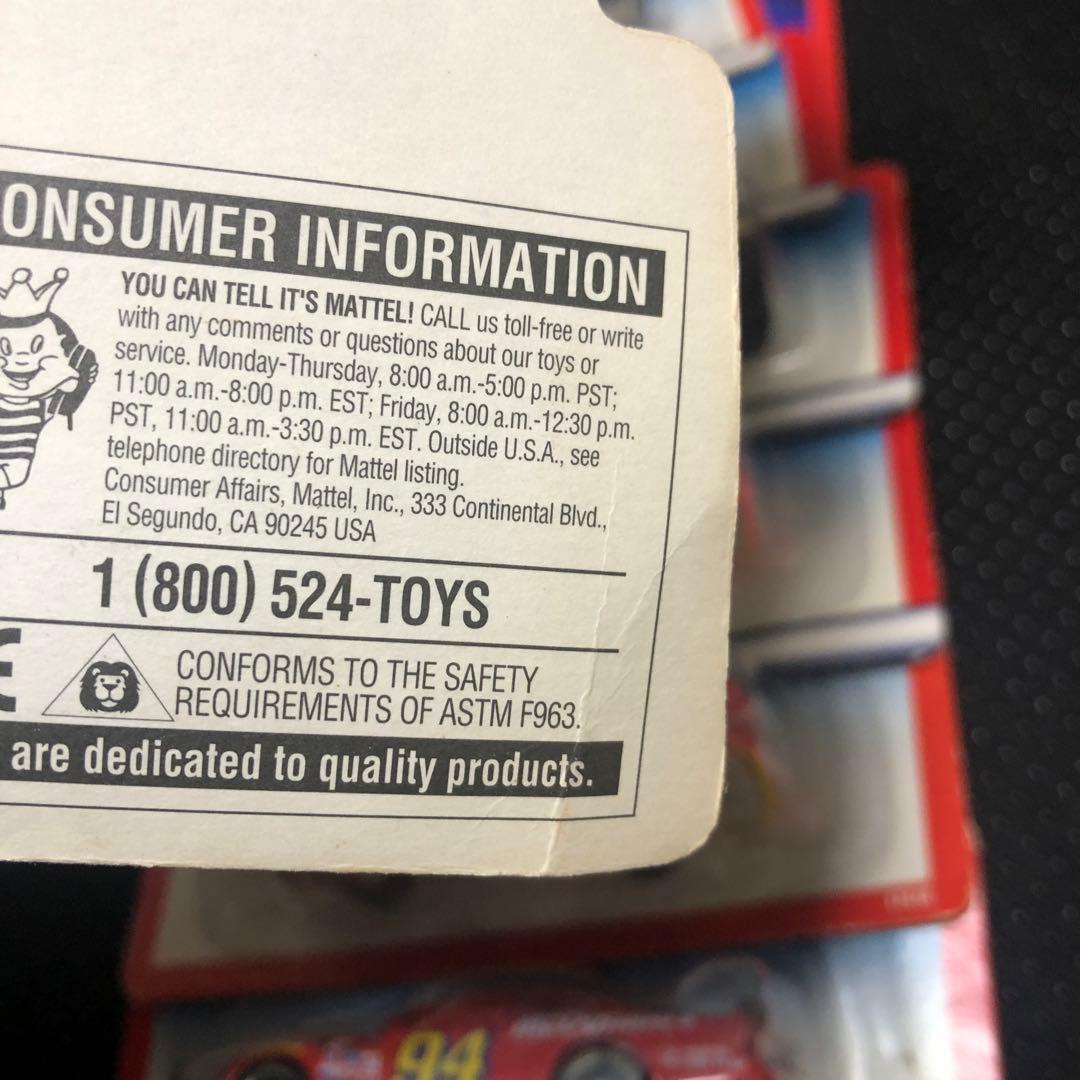 ONSUMER INFORMATION
YOU CAN TELL IT'S MATTEL! CALL us toll-free or write
with any comments or questions about our toys or
service. Monday-Thursday, 8:00 a.m.-5:00 p.m. PST;
11:00 a.m.-8:00 p.m. EST; Friday, 8:00 a.m.-12:30 p.m.
PST, 11:00 a.m.-3:30 p.m. EST. Outside U.S.A., see
telephone directory for Mattel listing.
Consumer Affairs, Mattel, Inc., 333 Continental Blvd.,
El Segundo, CA 90245 USA
1 (800) 524-TOYS
CONFORMS TO THE SAFETY
REQUIREMENTS OF ASTM F963.
are dedicated to quality products.
94